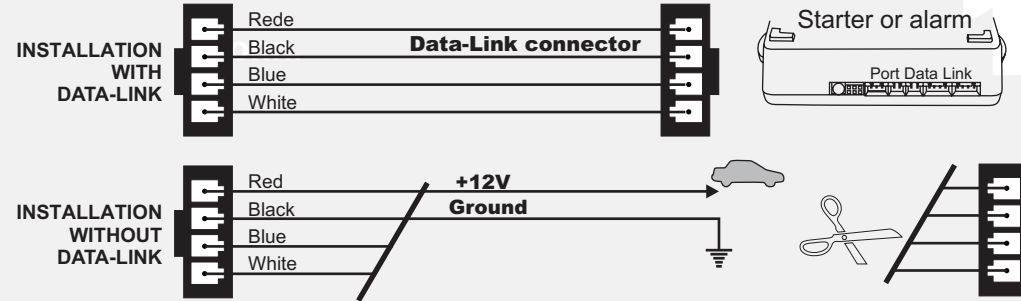 INSTALLATION
WITH
DATA-LINK
Rede
Black
Blue
White
Data-Link connector
Starter or alarm
Port Data Link
INSTALLATION
WITHOUT
DATA-LINK
Red
Black
Blue
White
+12V
Ground